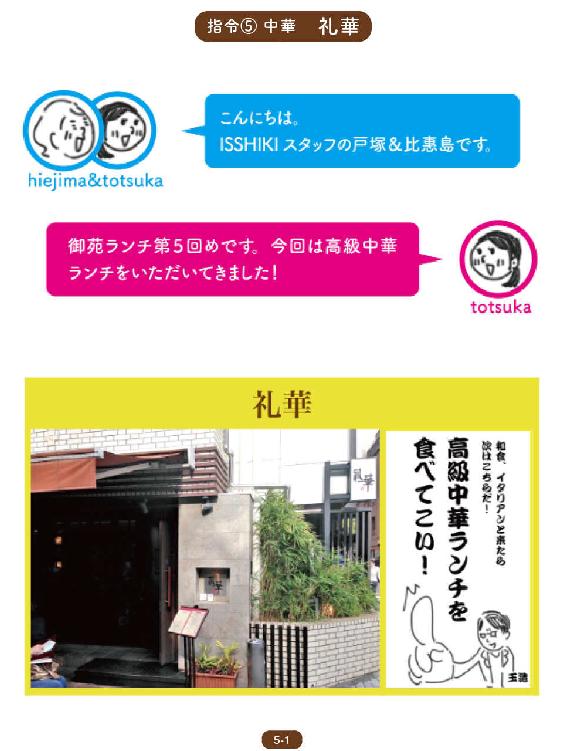 指令⑤ 中華 礼華
こんにちは。
ISSHIKI スタッフの戸塚＆比惠島です。
hiejima&totsuka
御苑ランチ第５回めです。今回は高級中華
ランチをいただいてきました！
totsuka
礼華
和食、イタリアンと来たら
次はこちらだ！
高級中華ランチを
食べてこい！
5-1